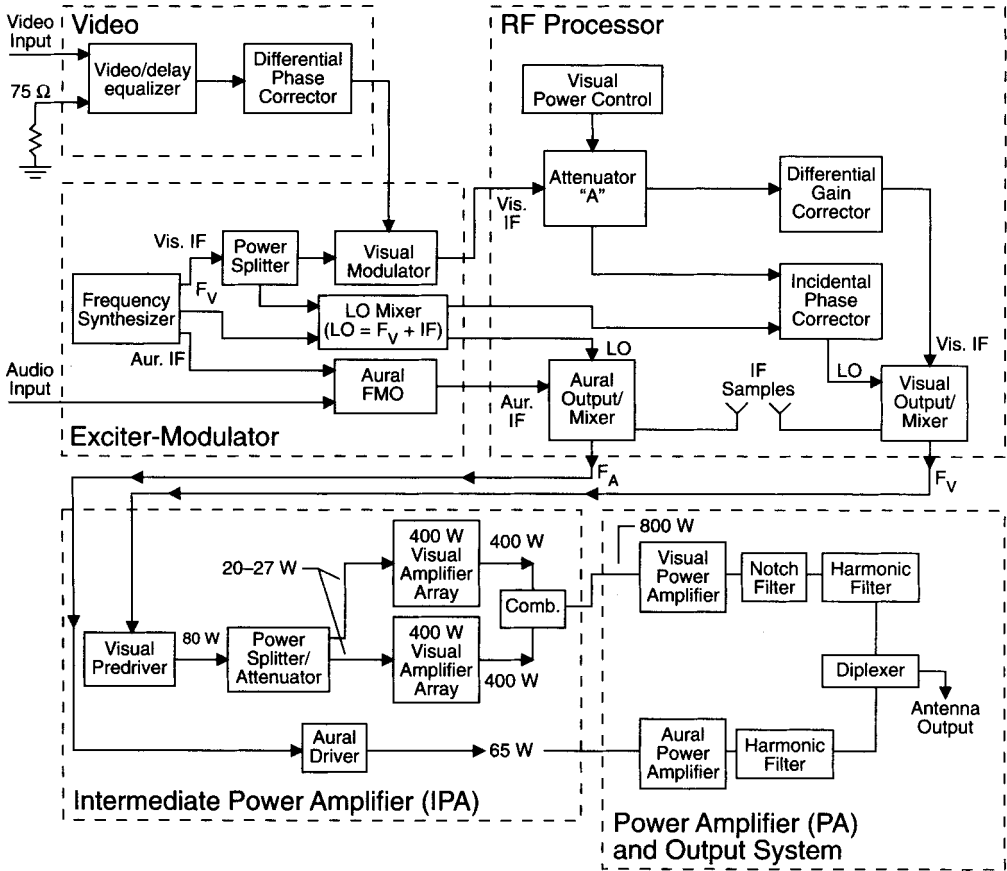 Video
Input
75 Ω
Video
Video/delay
equalizer
Differential
Phase
Corrector
RF Processor
Visual
Power Control
Attenuator
“A”
Differential
Gain
Corrector
Incidental
Phase
Corrector
Vis.
IF
Vis. IF
Power
Splitter
Visual
Modulator
Frequency
Synthesizer
F_V
LO Mixer
(LO = F_V + IF)
Aur. IF
Aural
FMO
Audio
Input
Exciter-Modulator
LO
Aur.
IF
Aural
Output/
Mixer
IF
Samples
LO
Vis. IF
Visual
Output/
Mixer
F_A
F_V
20–27 W
400 W
Visual
Amplifier
Array
400 W
Comb.
Visual
Predriver
80 W
Power
Splitter/
Attenuator
400 W
Visual
Amplifier
Array
400 W
Aural
Driver
65 W
Intermediate Power Amplifier (IPA)
800 W
Visual
Power
Amplifier
Notch
Filter
Harmonic
Filter
Diplexer
Antenna
Output
Aural
Power
Amplifier
Harmonic
Filter
Power Amplifier (PA)
and Output System